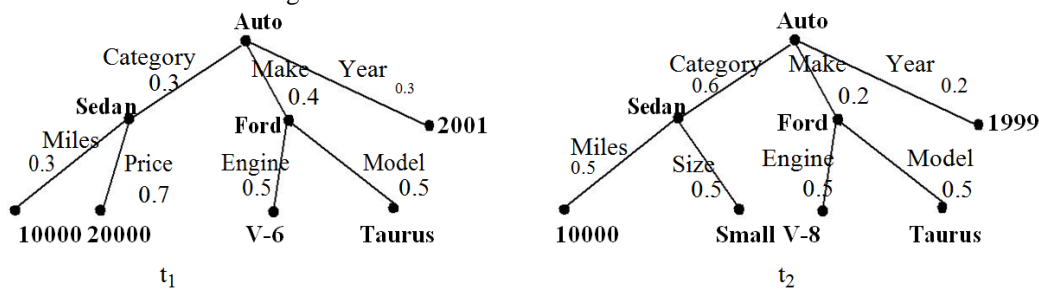 Auto
Category
0.3
Make
0.4
Year
0.3
Sedan
Ford
2001
Miles
0.3
Price
0.7
Engine
0.5
Model
0.5
10000 20000
V-6
Taurus
t1
Auto
Category
0.6
Make
0.2
Year
0.2
Sedan
Ford
1999
Miles
0.5
Size
0.5
Engine
0.5
Model
0.5
10000
Small V-8
Taurus
t2